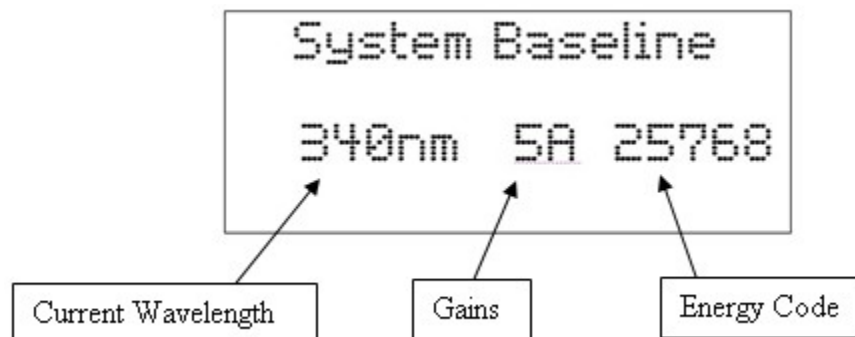 System Baseline
340nm 5A 25768
Current Wavelength
Gains
Energy Code